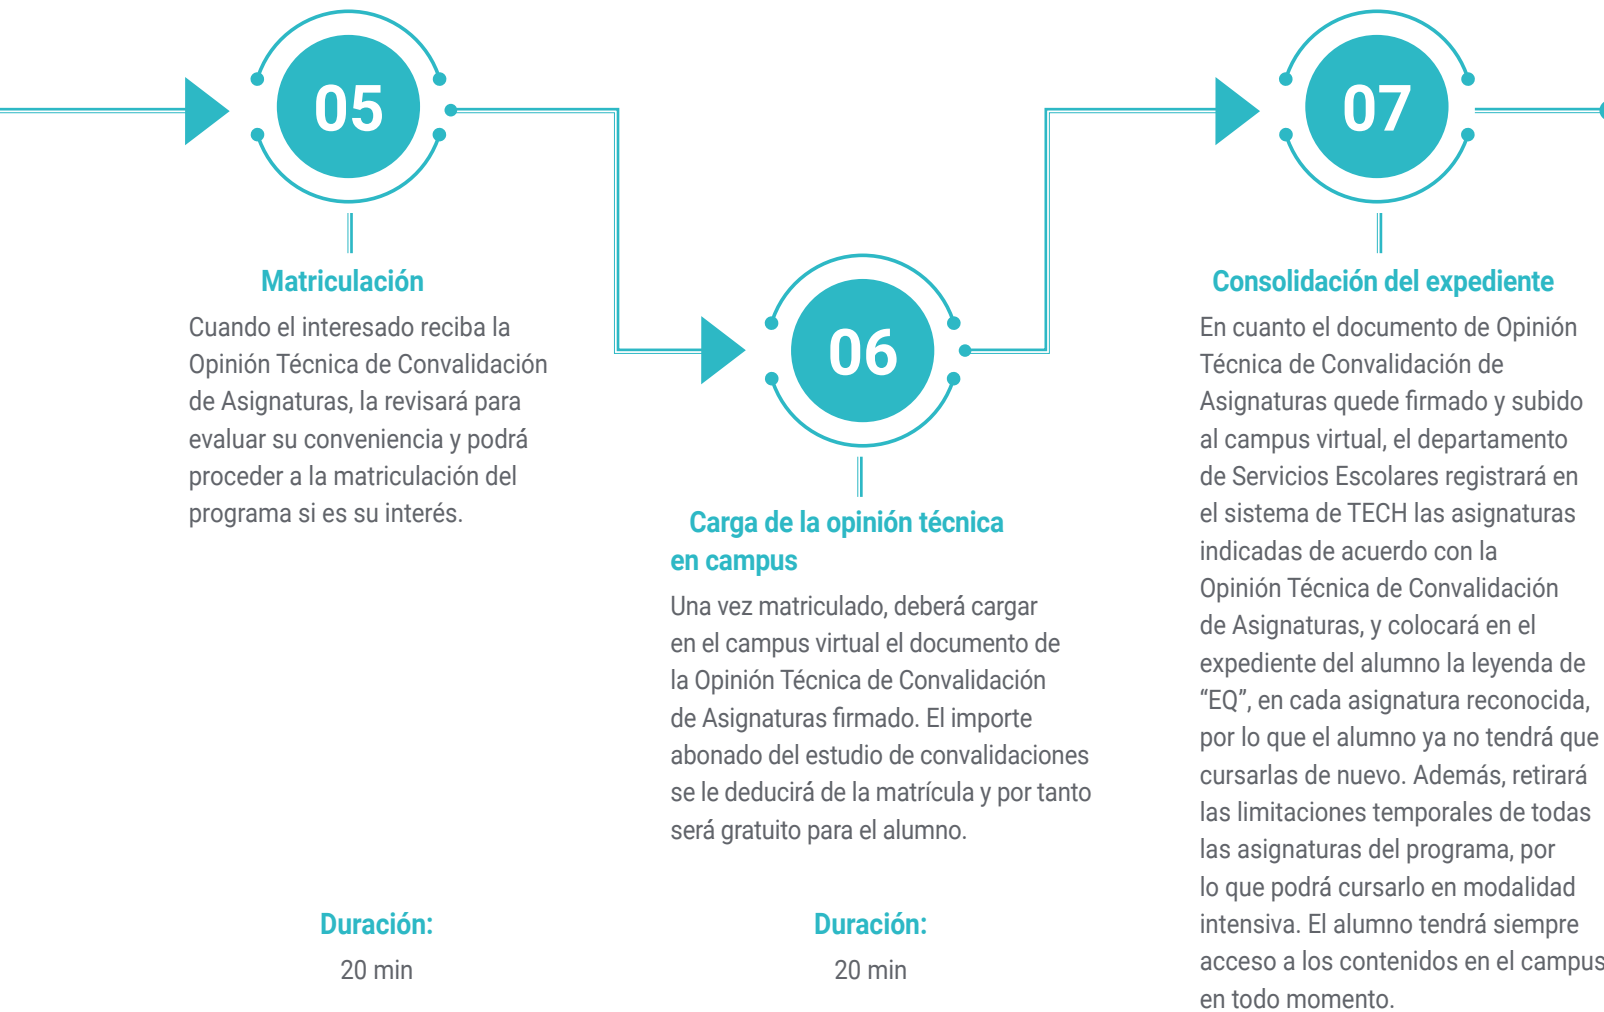 05
Matriculación
Cuando el interesado reciba la
Opinión Técnica de Convalidación
de Asignaturas, la revisará para
evaluar su conveniencia y podrá
proceder a la matriculación del
programa si es su interés.
Duración:
20 min
06
Carga de la opinión técnica
en campus
Una vez matriculado, deberá cargar
en el campus virtual el documento de
la Opinión Técnica de Convalidación
de Asignaturas firmado. El importe
abonado del estudio de convalidaciones
se le deducirá de la matrícula y por tanto
será gratuito para el alumno.
Duración:
20 min
07
Consolidación del expediente
En cuanto el documento de Opinión
Técnica de Convalidación de
Asignaturas quede firmado y subido
al campus virtual, el departamento
de Servicios Escolares registrará en
el sistema de TECH las asignaturas
indicadas de acuerdo con la
Opinión Técnica de Convalidación
de Asignaturas, y colocará en el
expediente del alumno la leyenda de
“EQ”, en cada asignatura reconocida,
por lo que el alumno ya no tendrá que
cursarlas de nuevo. Además, retirará
las limitaciones temporales de todas
las asignaturas del programa, por
lo que podrá cursarlo en modalidad
intensiva. El alumno tendrá siempre
acceso a los contenidos en el campus
en todo momento.